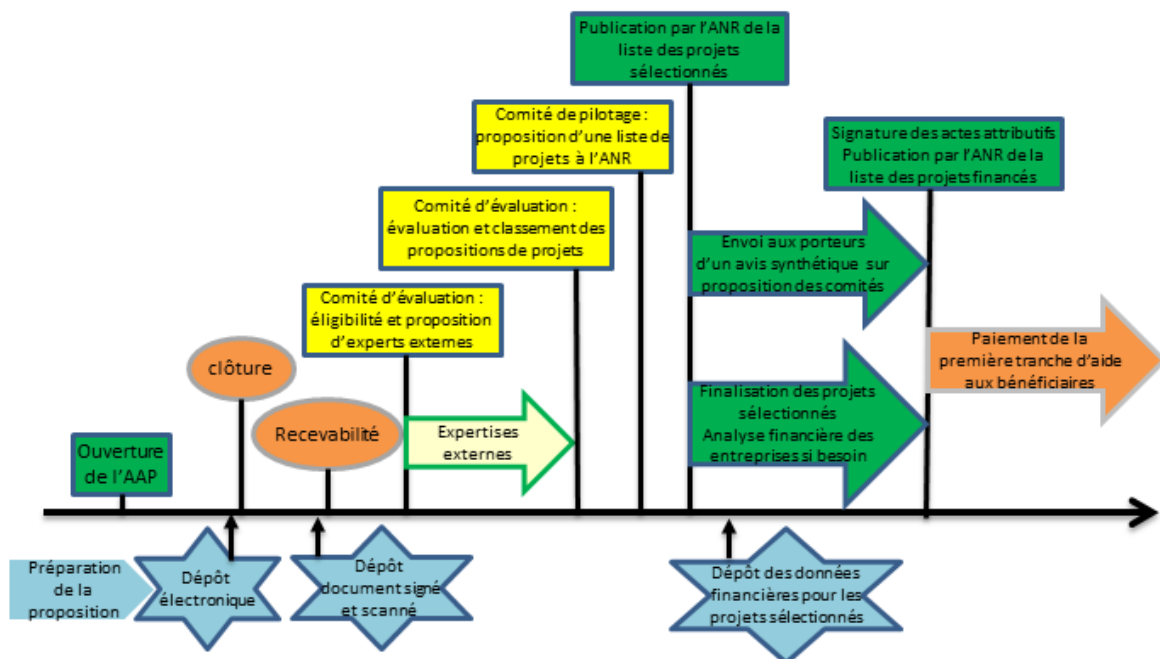 Publication par l'ANR de la
liste des projets
sélectionnés
Comité de pilotage :
proposition d'une liste de
projets à l'ANR
Signature des actes attributifs
Publication par l'ANR de la
liste des projets financés
Comité d'évaluation :
évaluation et classement des
propositions de projets
Envoi aux porteurs
d'un avis synthétique sur
proposition des comités
Comité d'évaluation :
éligibilité et proposition
d'experts externes
clôture
Paiement de la
première tranche d'aide
aux bénéficiaires
Finalisation des projets
sélectionnés
Analyse financière des
entreprises si besoin
Recevabilité
Expertises
externes
Ouverture
de l'AAP
Préparation
de la
proposition
Dépôt
électronique
Dépôt
document signé
et scanné
Dépôt des données
financières pour les
projets sélectionnés